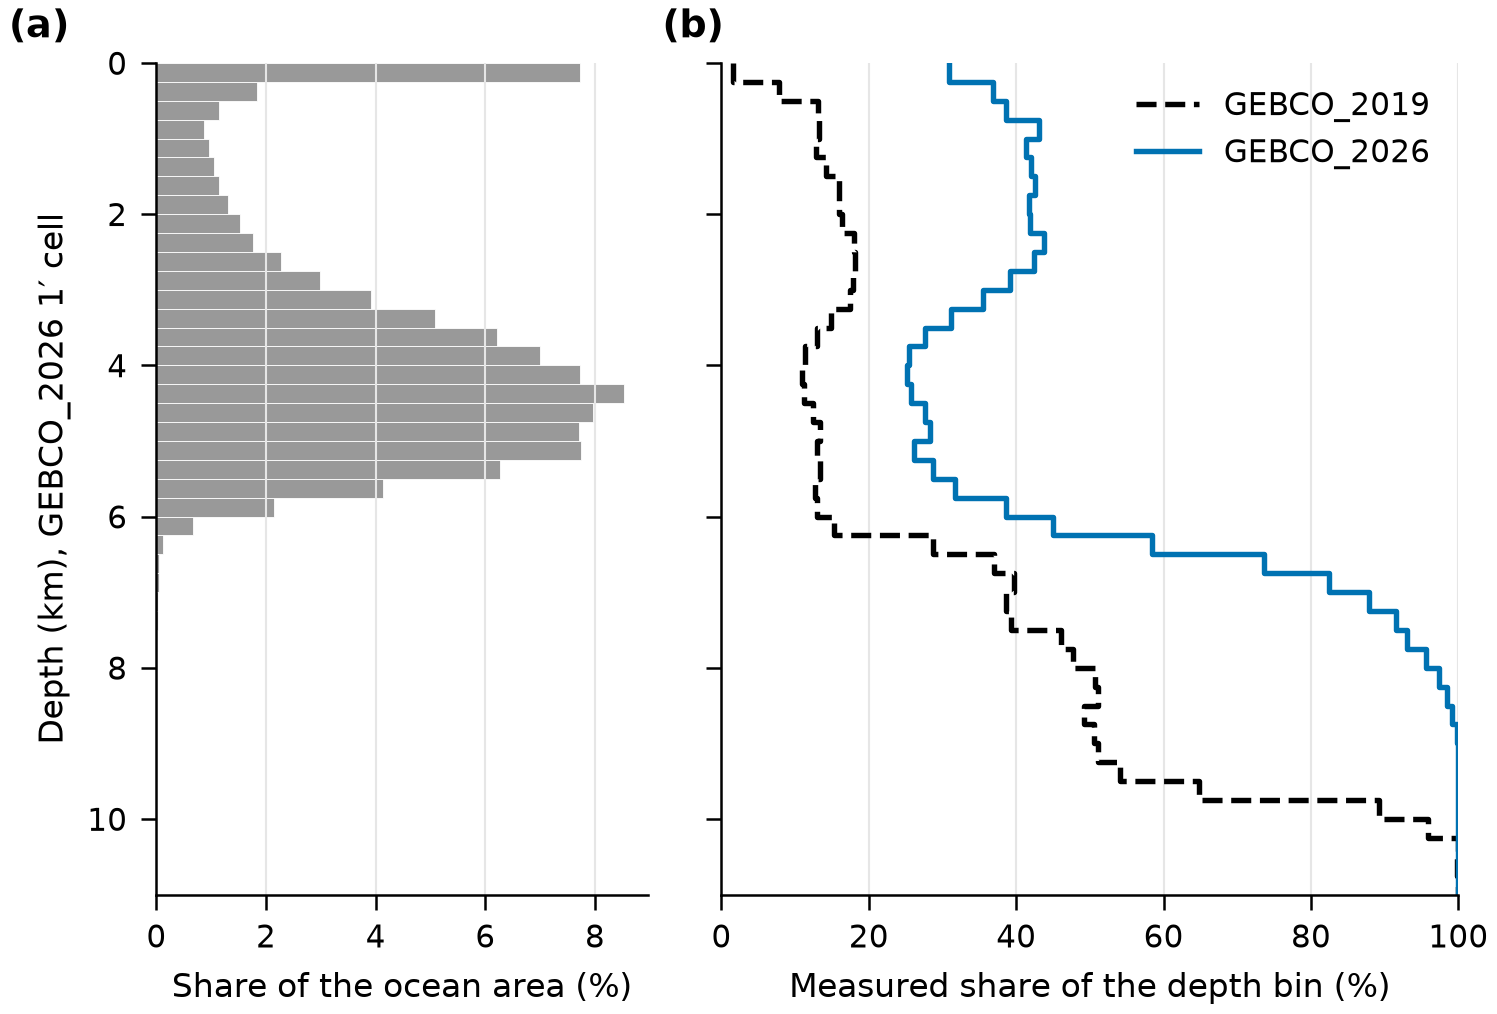 (a)
(b)
0
2
4
6
8
10
Depth (km), GEBCO_2026 1′ cell
GEBCO_2019
GEBCO_2026
0 2 4 6 8
0 20 40 60 80 100
Share of the ocean area (%)
Measured share of the depth bin (%)